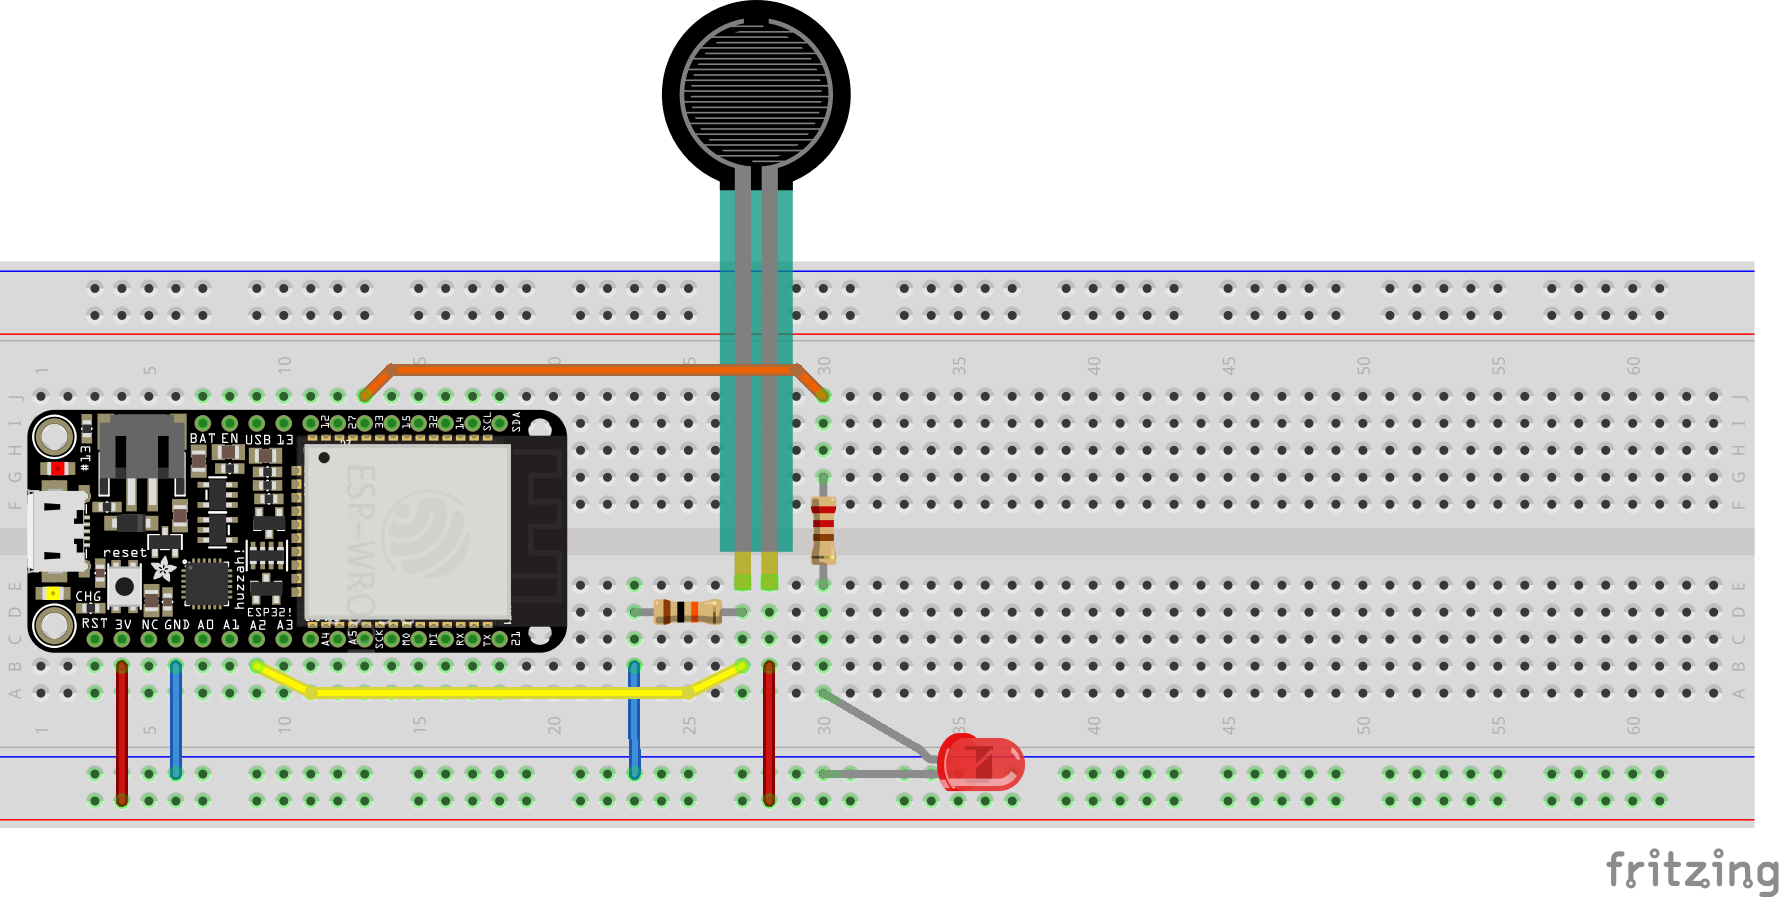 1 5 10 15 20 25 30 35 40 45 50 55 60
J J
I I
H H
G G
F F
BAT EN USB 13 12 27 33 15 32 14 SCL SDA
#13
ESP-WRO
reset
huzzah!
ESP32!
CHG
RST 3V NC GND A0 A1 A2 A3 A4 A5 SCK MO MI RX TX 21
E E
D D
C C
B B
A A
1 5 10 15 20 25 30 35 40 45 50 55 60
fritzing